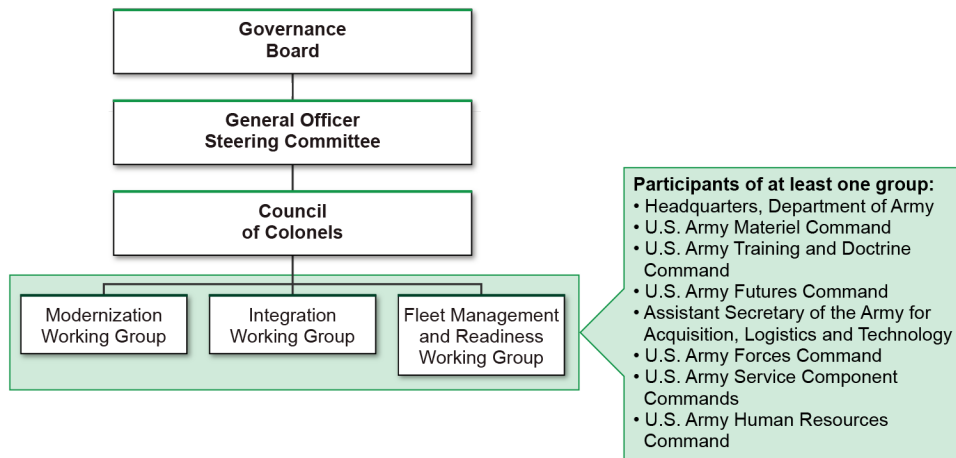 Governance
Board
General Officer
Steering Committee
Council
of Colonels
Modernization
Working Group
Integration
Working Group
Fleet Management
and Readiness
Working Group
Participants of at least one group:
• Headquarters, Department of Army
• U.S. Army Materiel Command
• U.S. Army Training and Doctrine
Command
• U.S. Army Futures Command
• Assistant Secretary of the Army for
Acquisition, Logistics and Technology
• U.S. Army Forces Command
• U.S. Army Service Component
Commands
• U.S. Army Human Resources
Command